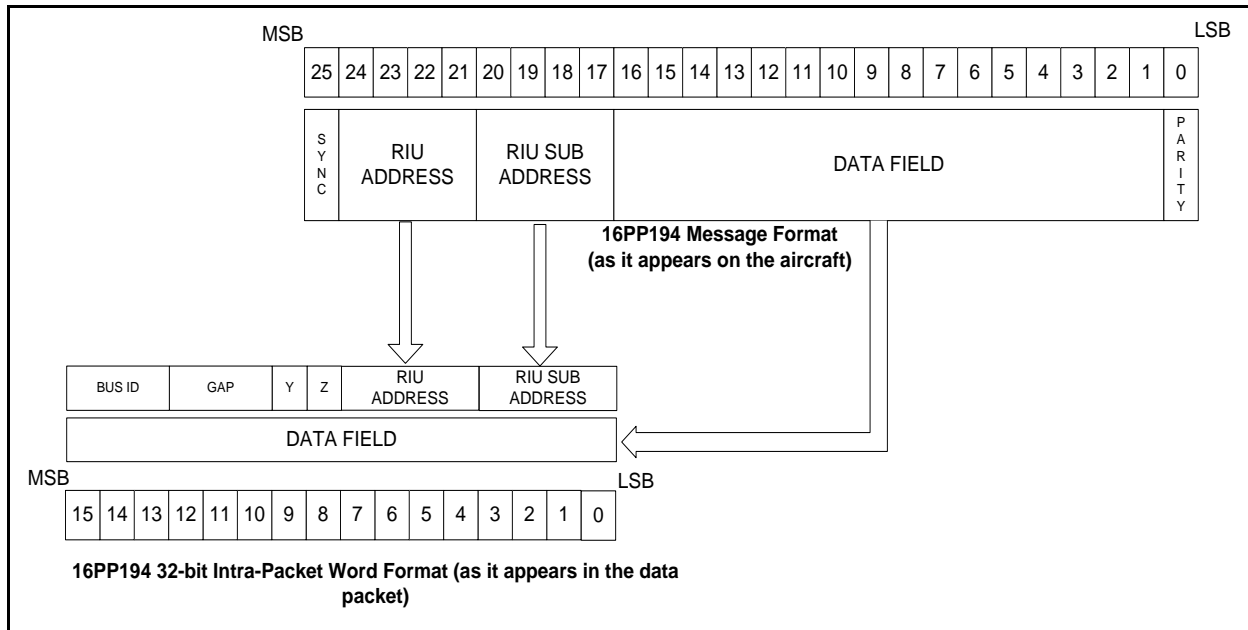 MSB LSB
25 24 23 22 21 20 19 18 17 16 15 14 13 12 11 10 9 8 7 6 5 4 3 2 1 0
SYNC
RIU
ADDRESS
RIU SUB
ADDRESS
DATA FIELD
PARITY
16PP194 Message Format
(as it appears on the aircraft)
BUS ID
GAP
Y
Z
RIU
ADDRESS
RIU SUB
ADDRESS
DATA FIELD
MSB LSB
15 14 13 12 11 10 9 8 7 6 5 4 3 2 1 0
16PP194 32-bit Intra-Packet Word Format (as it appears in the data
packet)